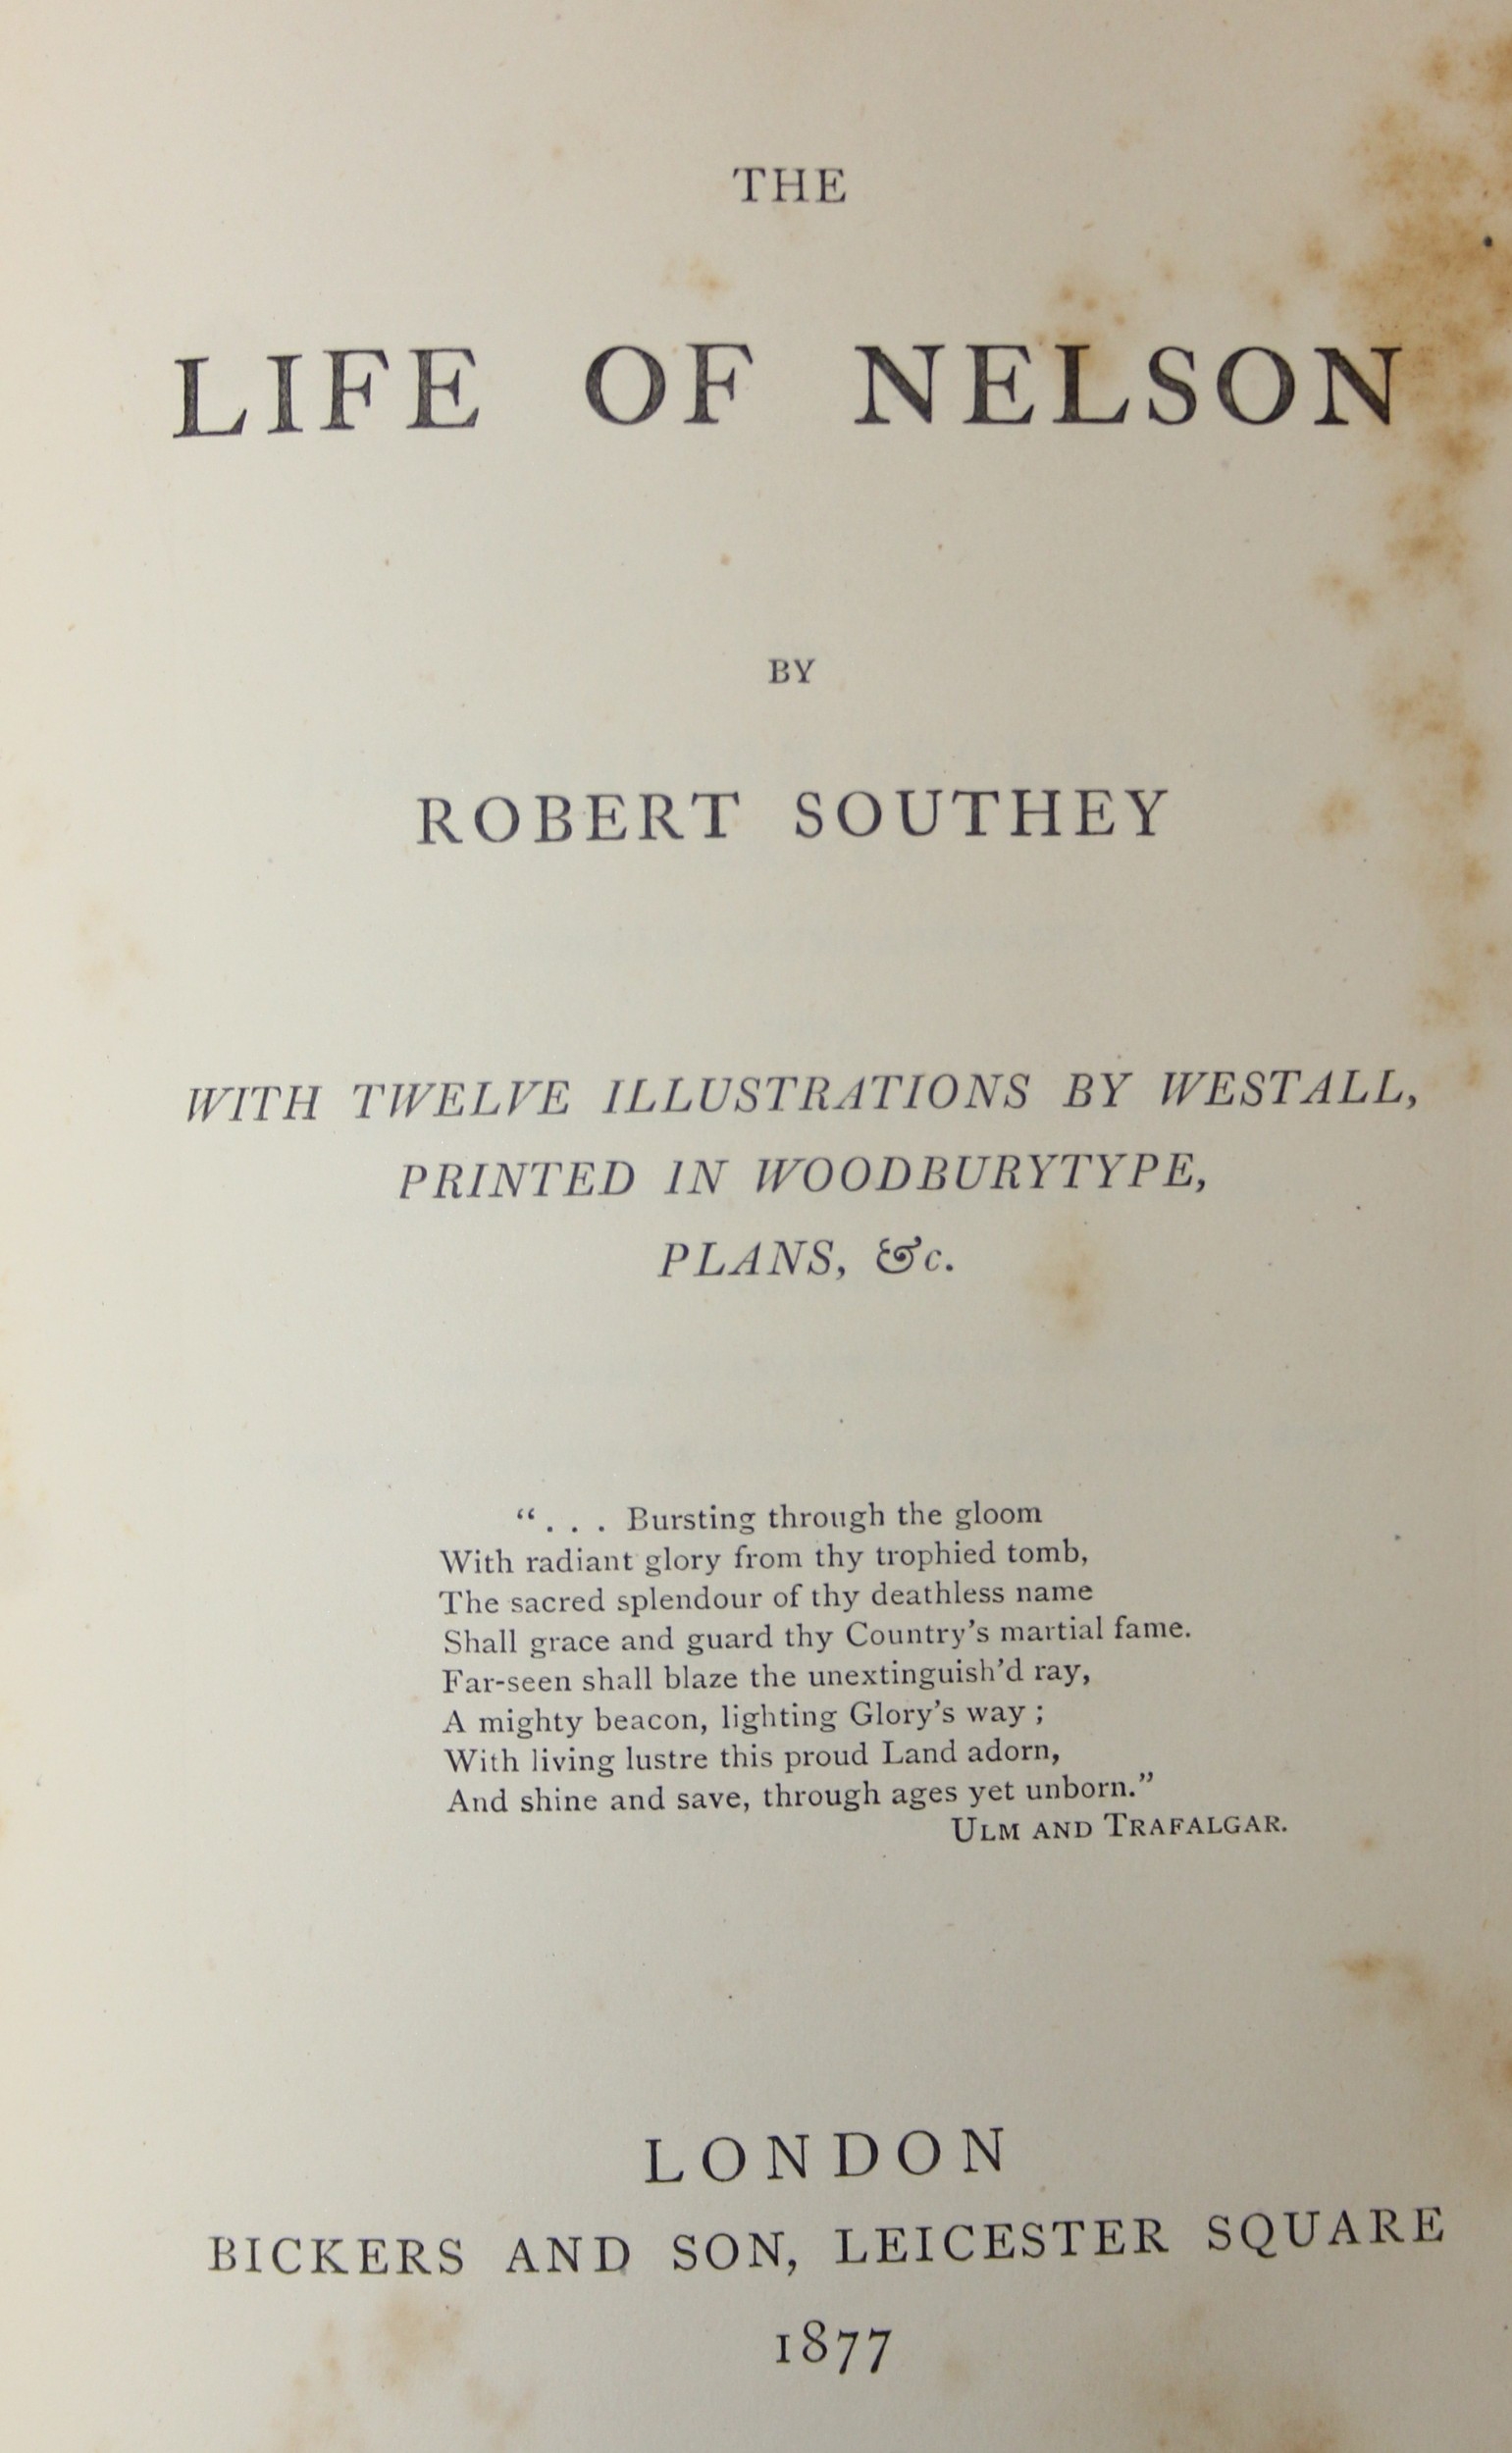 THE
LIFE OF NELSON
BY
ROBERT SOUTHEY
WITH TWELVE ILLUSTRATIONS BY WESTALL,
PRINTED IN WOODBURYTYPE,
PLANS, &c.
“. . . Bursting through the gloom
With radiant glory from thy trophied tomb,
The sacred splendour of thy deathless name
Shall grace and guard thy Country’s martial fame.
Far-seen shall blaze the unextinguish’d ray,
A mighty beacon, lighting Glory’s way ;
With living lustre this proud Land adorn,
And shine and save, through ages yet unborn.”
ULM AND TRAFALGAR.
LONDON
BICKERS AND SON, LEICESTER SQUARE
1877